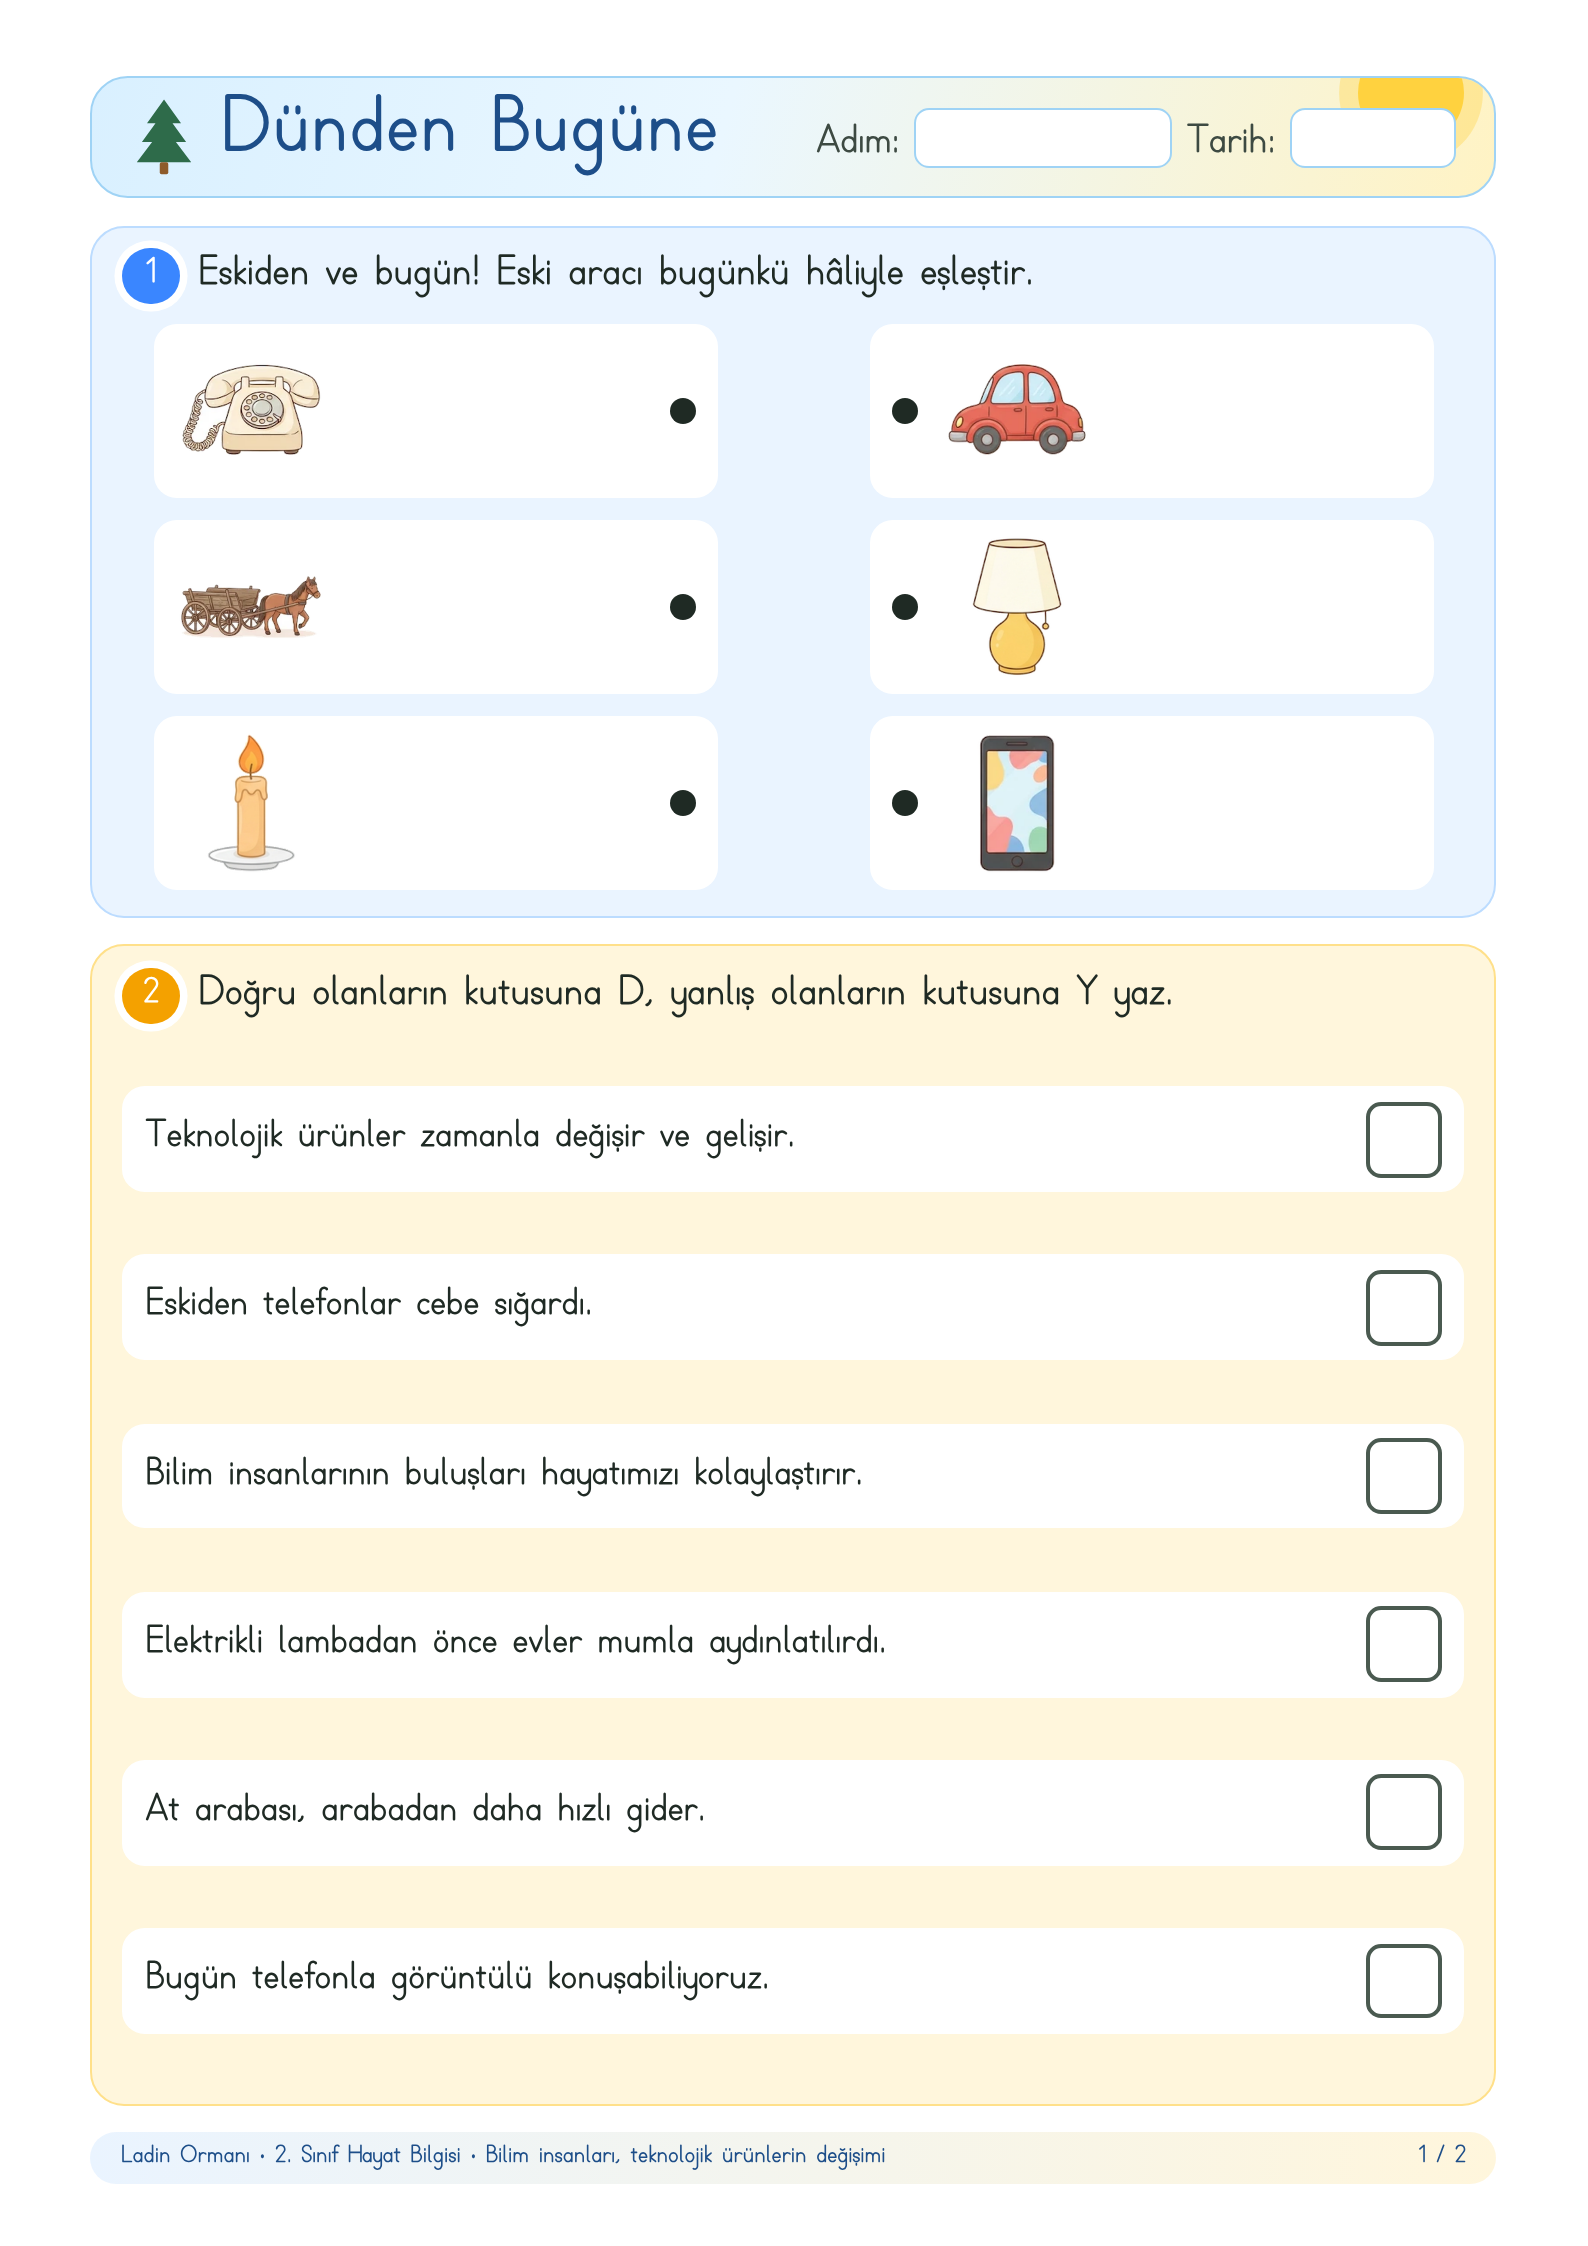 Dünden Bugüne
Adım:
Tarih:
1 Eskiden ve bugün! Eski aracı bugünkü hâliyle eşleştir.
2 Doğru olanların kutusuna D, yanlış olanların kutusuna Y yaz.
Teknolojik ürünler zamanla değişir ve gelişir.
Eskiden telefonlar cebe sığardı.
Bilim insanlarının buluşları hayatımızı kolaylaştırır.
Elektrikli lambadan önce evler mumla aydınlatılırdı.
At arabası, arabadan daha hızlı gider.
Bugün telefonla görüntülü konuşabiliyoruz.
Ladin Ormanı • 2. Sınıf Hayat Bilgisi • Bilim insanları, teknolojik ürünlerin değişimi
1 / 2